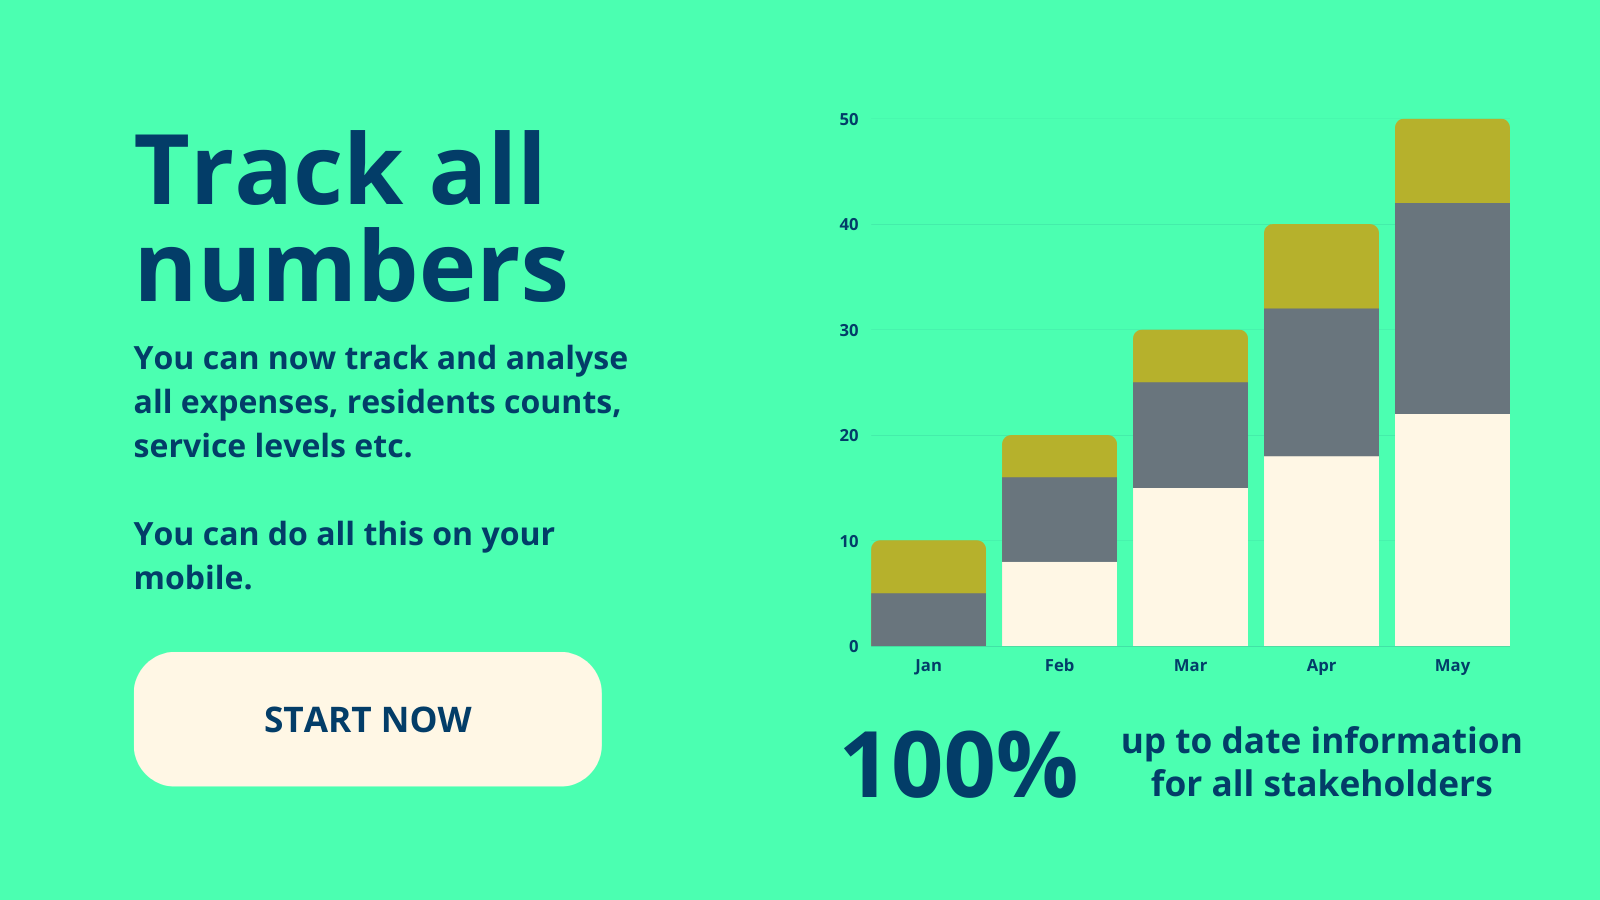 Track all
numbers
You can now track and analyse
all expenses, residents counts,
service levels etc.
You can do all this on your
mobile.
START NOW
50
40
30
20
10
0
Jan Feb Mar Apr May
100%
up to date information
for all stakeholders